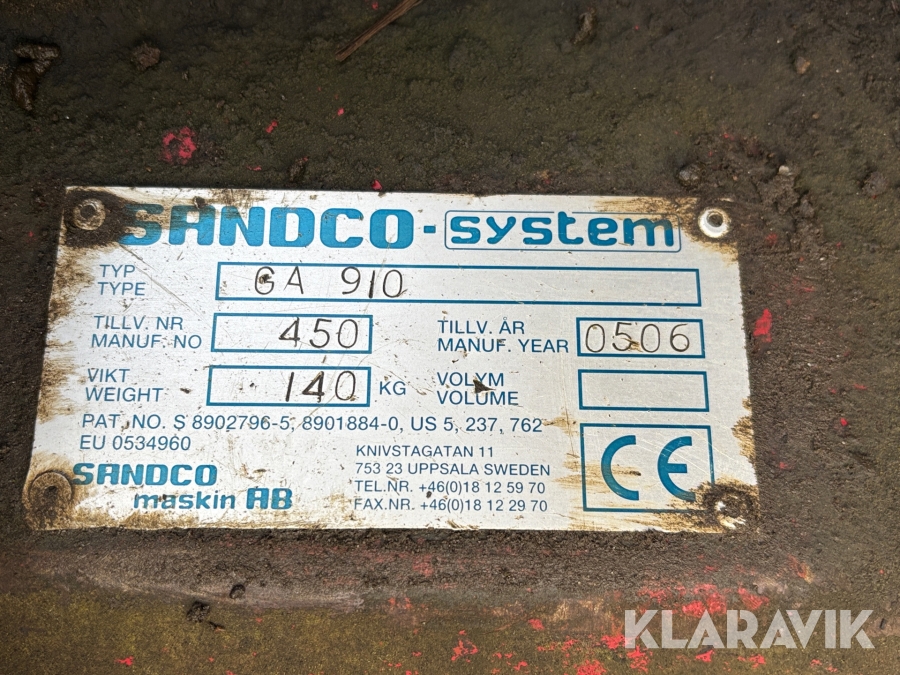 SANDCO - system
TYP
TYPE
GA 910
TILLV. NR
MANUF. NO
450
TILLV. ÅR
MANUF. YEAR
0506
VIKT
WEIGHT
140 KG
VOLYM
VOLUME
PAT, NO. S 8902796-5, 8901884-0, US 5, 237, 762
EU 0534960
CE
SANDCO
maskin AB
KNIVSTAGATAN 11
753 23 UPPSALA SWEDEN
TEL.NR. +46(0)18 12 59 70
FAX.NR. +46(0)18 12 29 70
KLARAVIK